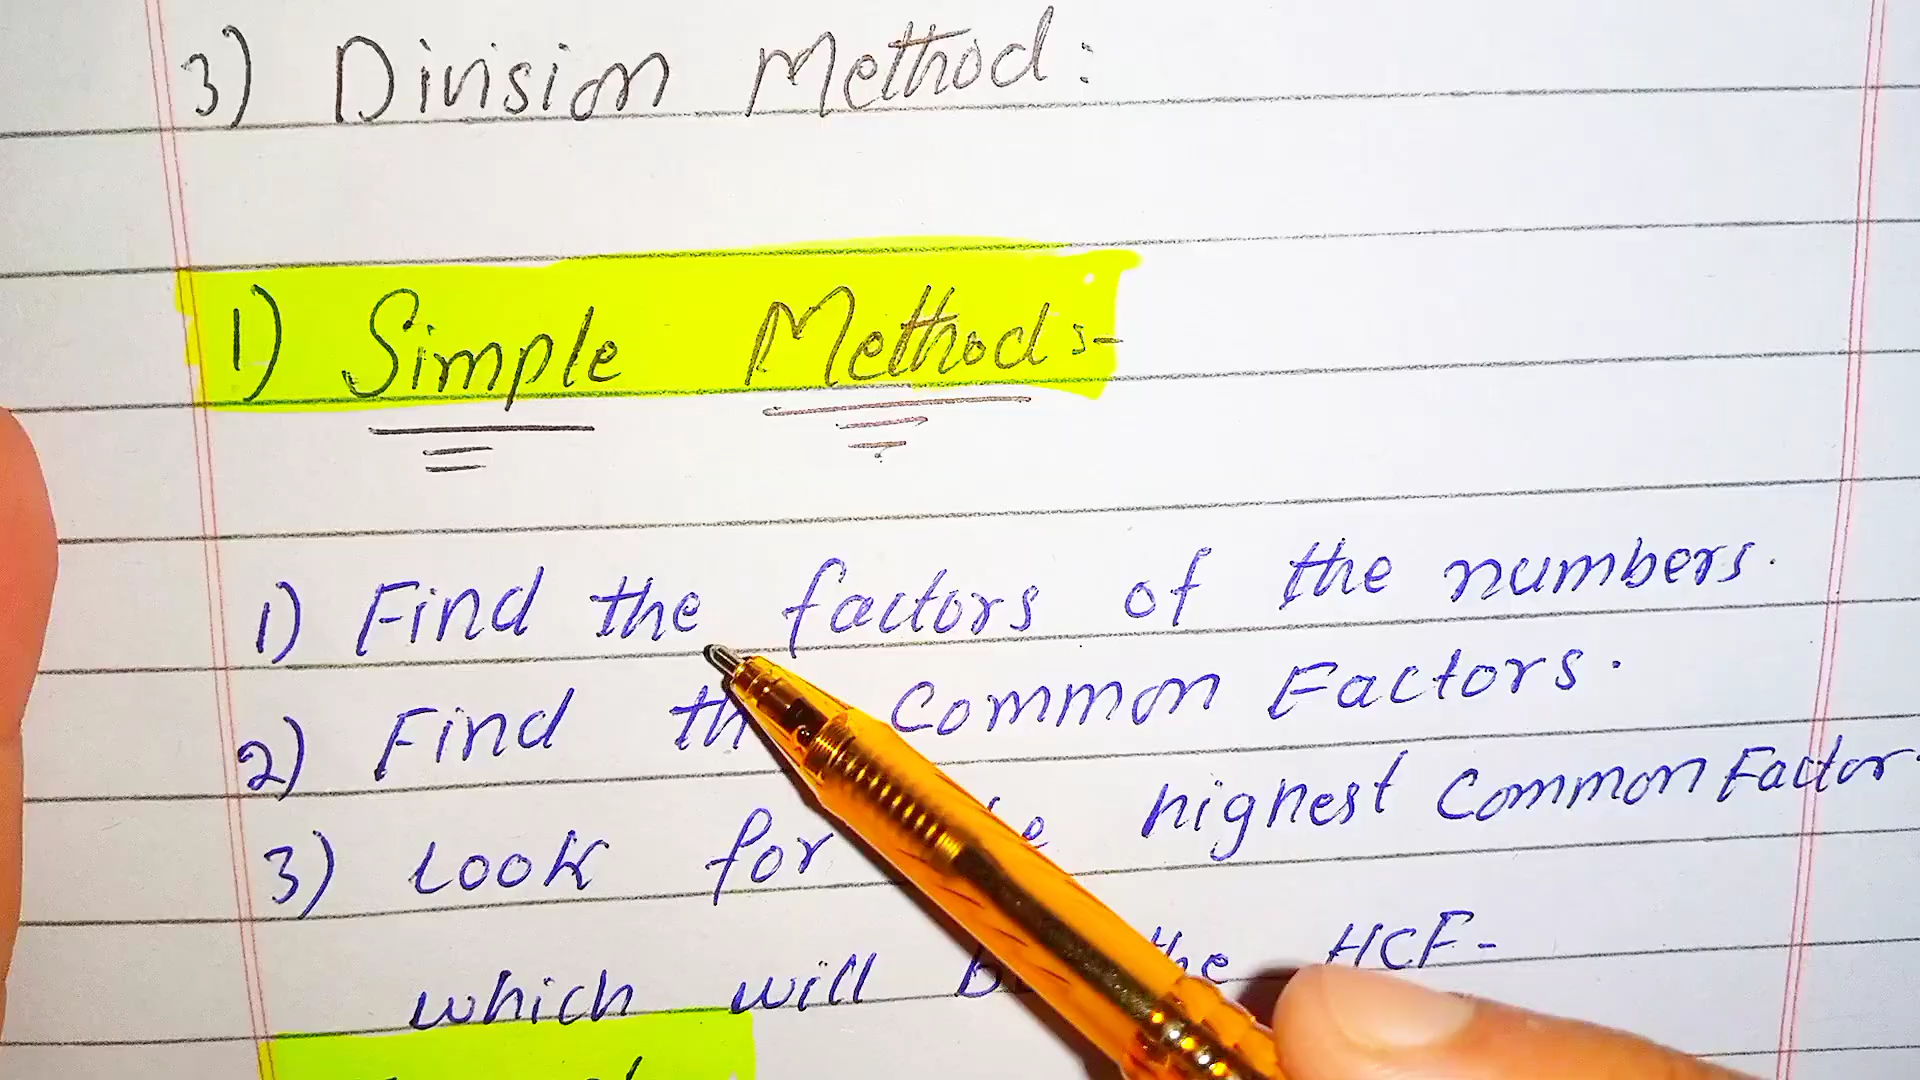 3) Division Method:
1) Simple Method:-
1) Find the factors of the numbers.
2) Find common Factors.
3) Look for highest Common Factor.
which will HCF-